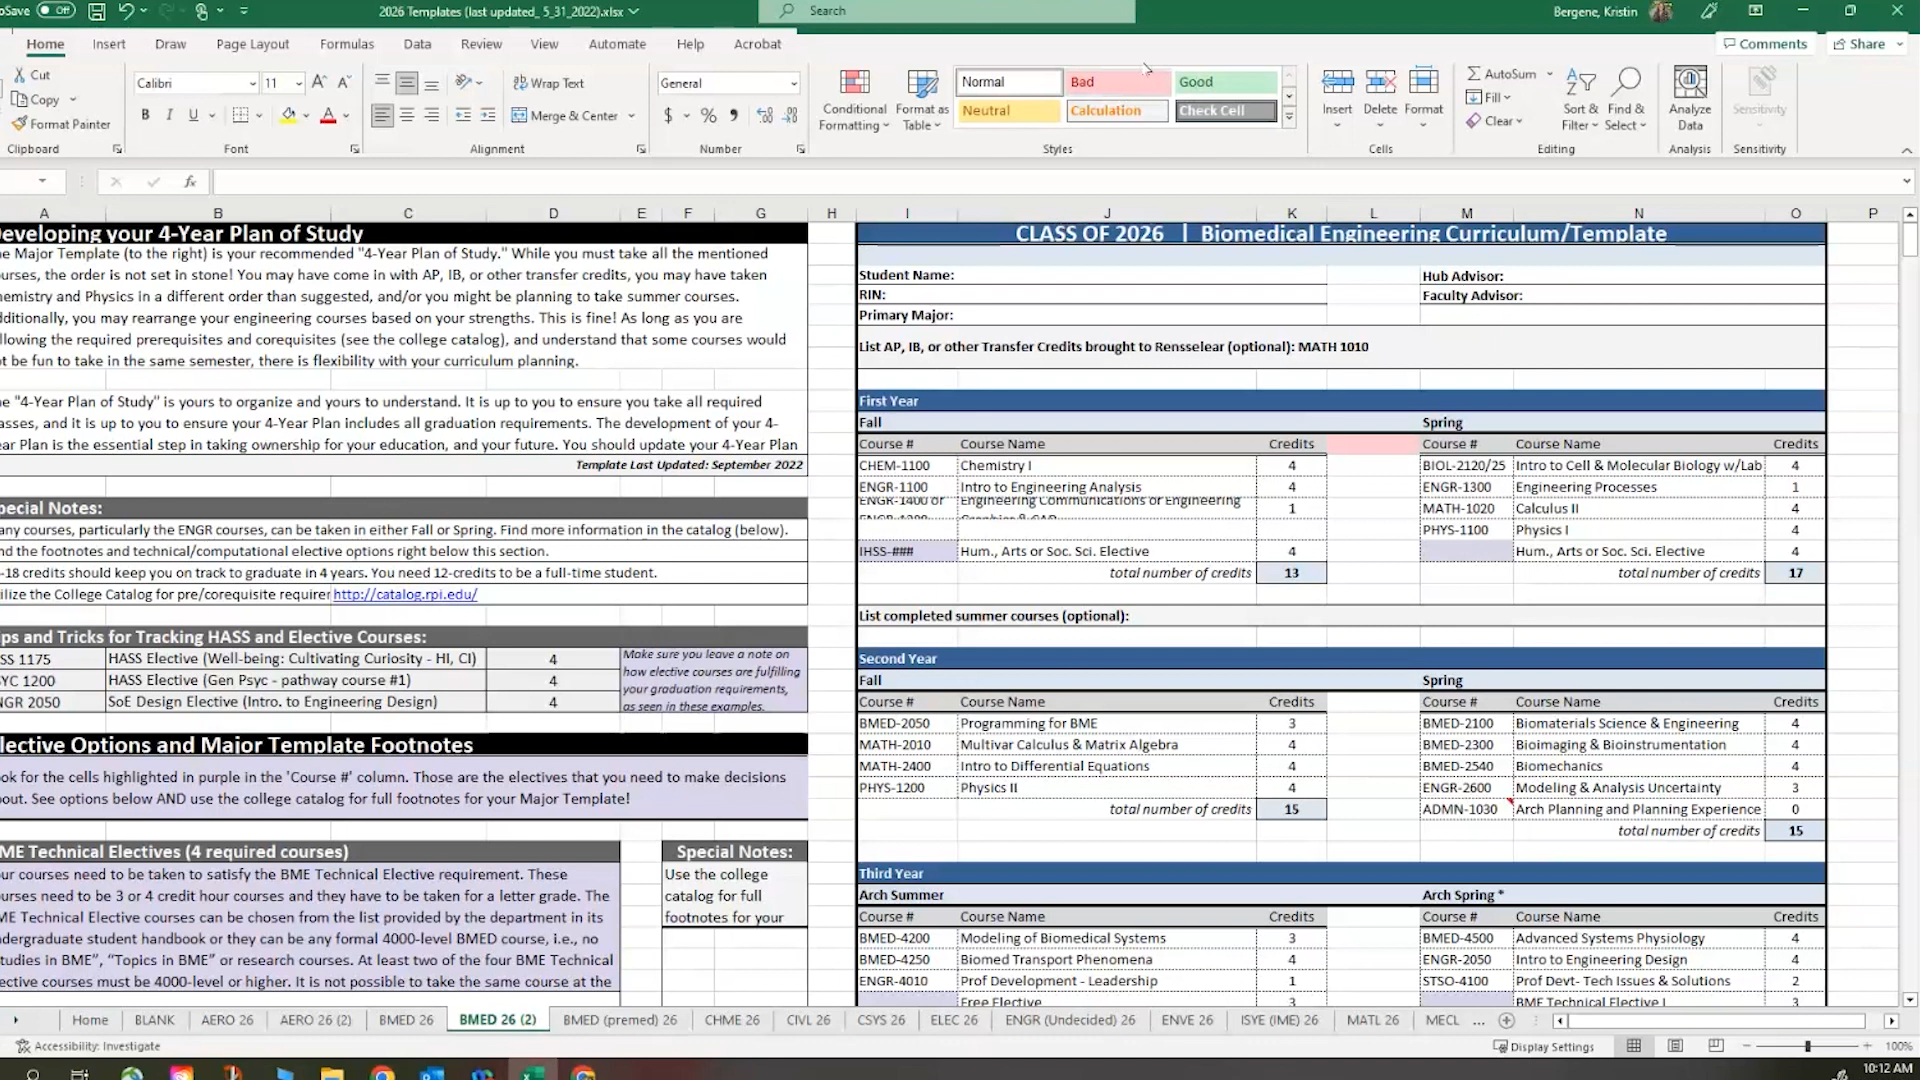 oSave Off 2026 Templates (last updated_ 5_31_2022).xlsx Search Bergene, Kristin
Home Insert Draw Page Layout Formulas Data Review View Automate Help Acrobat Comments Share
Cut
Copy
Format Painter
Clipboard
Calibri 11
B I U
Font
Wrap Text
Merge & Center
Alignment
General
$ %
Number
Conditional Formatting
Format as Table
Normal Bad Good
Neutral Calculation Check Cell
Styles
Insert Delete Format
Cells
AutoSum
Fill
Clear
Sort & Filter
Find & Select
Editing
Analyze Data
Analysis
Sensitivity
Sensitivity
fx
A B C D E F G H I J K L M N O P
eveloping your 4-Year Plan of Study
e Major Template (to the right) is your recommended "4-Year Plan of Study." While you must take all the mentioned
urses, the order is not set in stone! You may have come in with AP, IB, or other transfer credits, you may have taken
emistry and Physics in a different order than suggested, and/or you might be planning to take summer courses.
ditionally, you may rearrange your engineering courses based on your strengths. This is fine! As long as you are
llowing the required prerequisites and corequisites (see the college catalog), and understand that some courses would
t be fun to take in the same semester, there is flexibility with your curriculum planning.
e "4-Year Plan of Study" is yours to organize and yours to understand. It is up to you to ensure you take all required
asses, and it is up to you to ensure your 4-Year Plan includes all graduation requirements. The development of your 4-
ear Plan is the essential step in taking ownership for your education, and your future. You should update your 4-Year Plan
Template Last Updated: September 2022
pecial Notes:
any courses, particularly the ENGR courses, can be taken in either Fall or Spring. Find more information in the catalog (below).
nd the footnotes and technical/computational elective options right below this section.
-18 credits should keep you on track to graduate in 4 years. You need 12-credits to be a full-time student.
ilize the College Catalog for pre/corequisite requirer http://catalog.rpi.edu/
ips and Tricks for Tracking HASS and Elective Courses:
SS 1175 HASS Elective (Well-being: Cultivating Curiosity - HI, CI) 4
YC 1200 HASS Elective (Gen Psyc - pathway course #1) 4
NGR 2050 SoE Design Elective (Intro. to Engineering Design) 4
Make sure you leave a note on
how elective courses are fulfilling
your graduation requirements,
as seen in these examples.
lective Options and Major Template Footnotes
ook for the cells highlighted in purple in the 'Course #' column. Those are the electives that you need to make decisions
out. See options below AND use the college catalog for full footnotes for your Major Template!
ME Technical Electives (4 required courses)
ur courses need to be taken to satisfy the BME Technical Elective requirement. These
urses need to be 3 or 4 credit hour courses and they have to be taken for a letter grade. The
ME Technical Elective courses can be chosen from the list provided by the department in its
ndergraduate student handbook or they can be any formal 4000-level BMED course, i.e., no
tudies in BME”, “Topics in BME” or research courses. At least two of the four BME Technical
ective courses must be 4000-level or higher. It is not possible to take the same course at the
Special Notes:
Use the college
catalog for full
footnotes for your
CLASS OF 2026 | Biomedical Engineering Curriculum/Template
Student Name: Hub Advisor:
RIN: Faculty Advisor:
Primary Major:
List AP, IB, or other Transfer Credits brought to Rensselear (optional): MATH 1010
First Year
Fall Spring
Course # Course Name Credits Course # Course Name Credits
CHEM-1100 Chemistry I 4 BIOL-2120/25 Intro to Cell & Molecular Biology w/Lab 4
ENGR-1100 Intro to Engineering Analysis 4 ENGR-1300 Engineering Processes 1
ENGR-1400 or Engineering Communications or Engineering 1 MATH-1020 Calculus II 4
PHYS-1100 Physics I 4
IHSS-### Hum., Arts or Soc. Sci. Elective 4 Hum., Arts or Soc. Sci. Elective 4
total number of credits 13 total number of credits 17
List completed summer courses (optional):
Second Year
Fall Spring
Course # Course Name Credits Course # Course Name Credits
BMED-2050 Programming for BME 3 BMED-2100 Biomaterials Science & Engineering 4
MATH-2010 Multivar Calculus & Matrix Algebra 4 BMED-2300 Bioimaging & Bioinstrumentation 4
MATH-2400 Intro to Differential Equations 4 BMED-2540 Biomechanics 4
PHYS-1200 Physics II 4 ENGR-2600 Modeling & Analysis Uncertainty 3
total number of credits 15 ADMN-1030 Arch Planning and Planning Experience 0
total number of credits 15
Third Year
Arch Summer Arch Spring *
Course # Course Name Credits Course # Course Name Credits
BMED-4200 Modeling of Biomedical Systems 3 BMED-4500 Advanced Systems Physiology 4
BMED-4250 Biomed Transport Phenomena 4 ENGR-2050 Intro to Engineering Design 4
ENGR-4010 Prof Development - Leadership 1 STSO-4100 Prof Devt- Tech Issues & Solutions 2
Free Elective 3 BME Technical Elective I 3
Home BLANK AERO 26 AERO 26 (2) BMED 26 BMED 26 (2) BMED (premed) 26 CHME 26 CIVL 26 CSYS 26 ELEC 26 ENGR (Undecided) 26 ENVE 26 ISYE (IME) 26 MATL 26 MECL ...
Accessibility: Investigate Display Settings 100%
10:12 AM